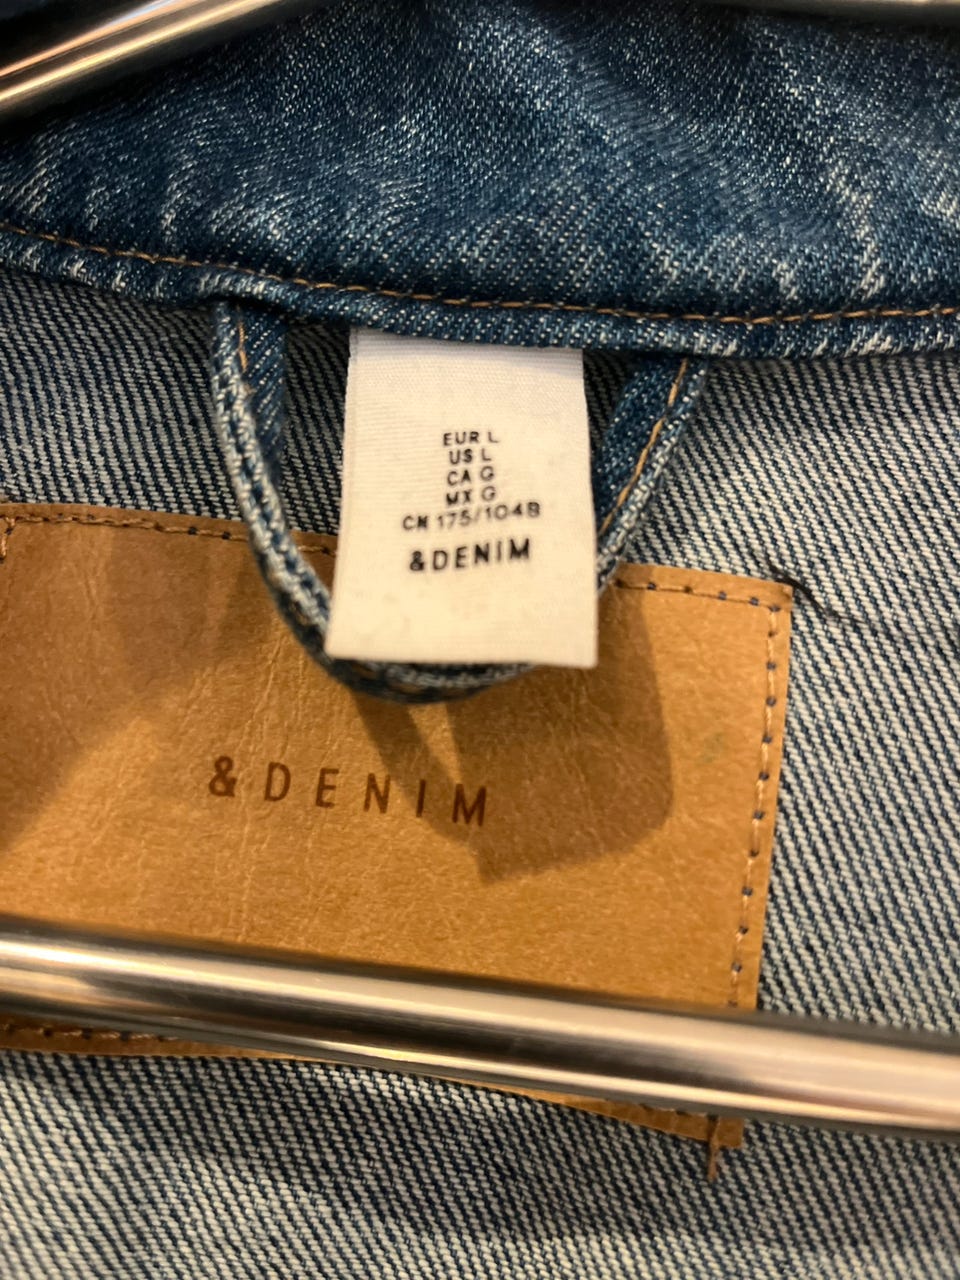 EUR L
US L
CA G
MX G
CN 175/104B
&DENIM
&DENIM